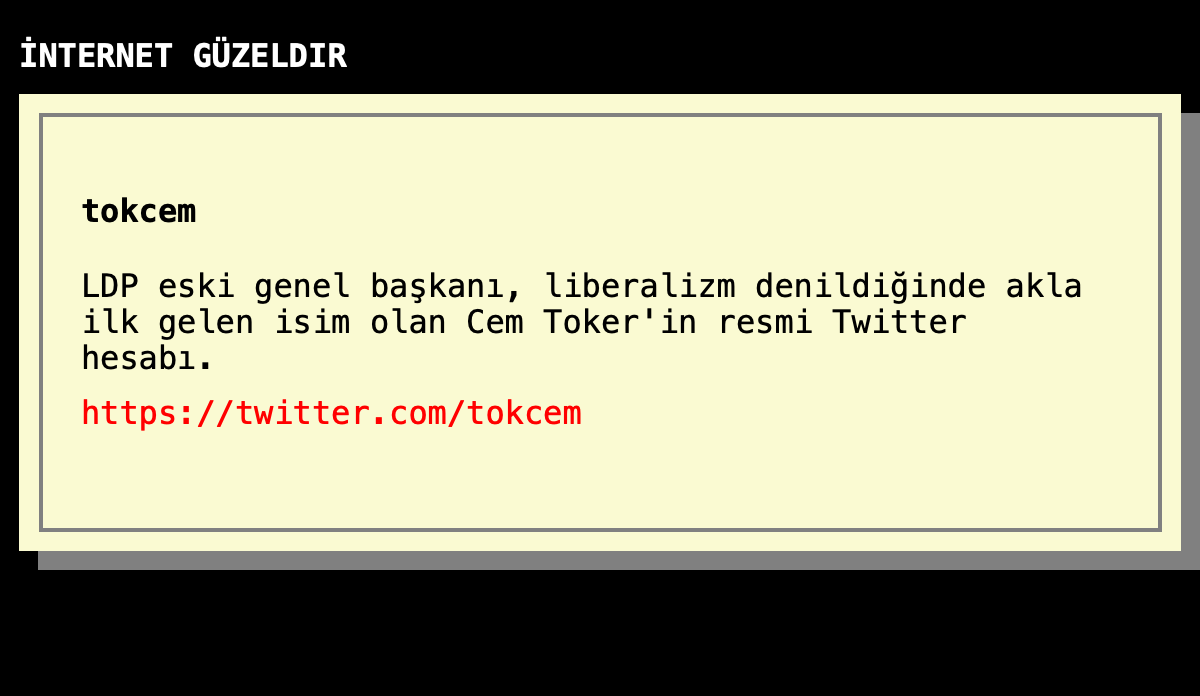 İNTERNET GÜZELDIR
tokcem
LDP eski genel başkanı, liberalizm denildiğinde akla
ilk gelen isim olan Cem Toker'in resmi Twitter
hesabı.
https://twitter.com/tokcem